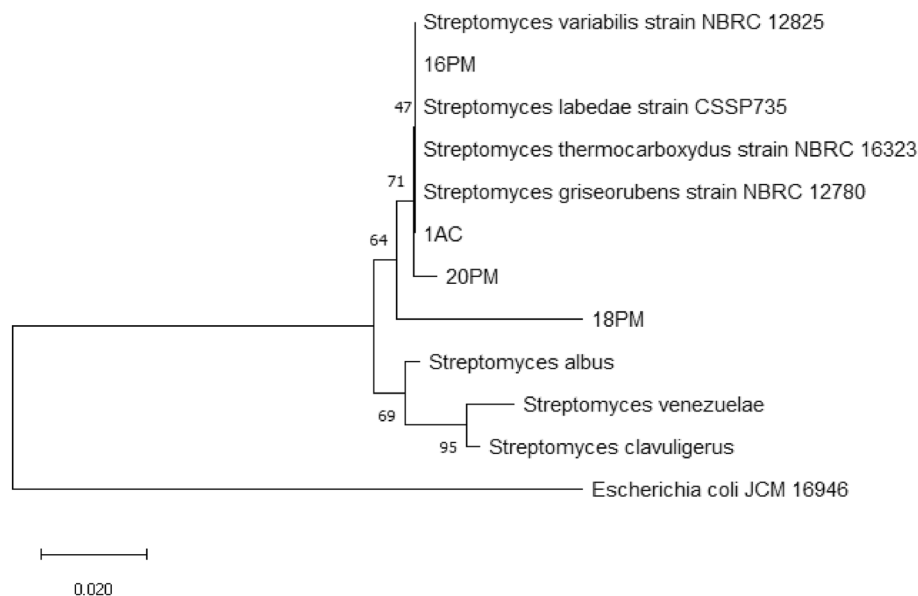 Streptomyces variabilis strain NBRC 12825
16PM
47
Streptomyces labedae strain CSSP735
Streptomyces thermocarboxydus strain NBRC 16323
71
Streptomyces griseorubens strain NBRC 12780
1AC
64
20PM
18PM
Streptomyces albus
Streptomyces venezuelae
69
95
Streptomyces clavuligerus
Escherichia coli JCM 16946
0.020